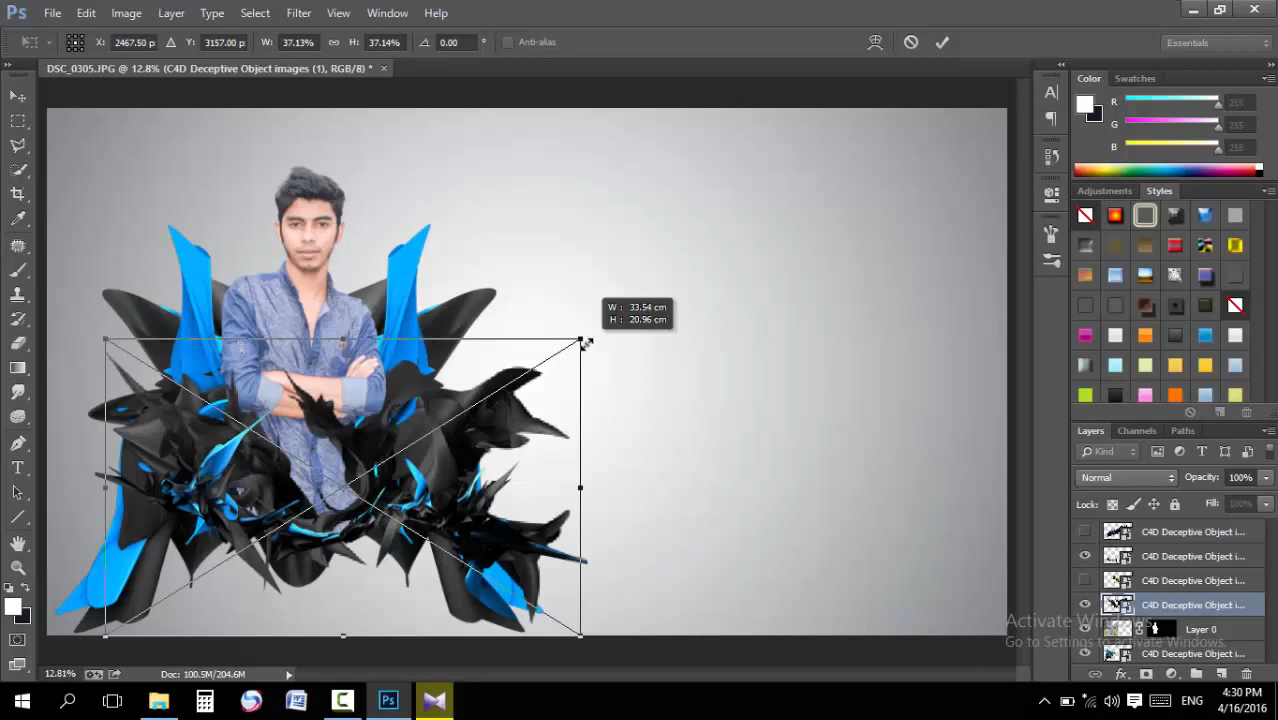 Ps File Edit Image Layer Type Select Filter View Window Help
X: 2467.50 p Y: 3157.00 p W: 37.13% H: 37.14% 0.00 ° Anti-alias Essentials
DSC_0305.JPG @ 12.8% (C4D Deceptive Object images (1), RGB/8) * ×
Color Swatches
R 255
G 255
B 255
Adjustments Styles
W : 33.54 cm
H : 20.96 cm
Layers Channels Paths
Kind
Normal Opacity: 100%
Lock: Fill: 100%
C4D Deceptive Object i...
C4D Deceptive Object i...
C4D Deceptive Object i...
C4D Deceptive Object i...
Layer 0
C4D Deceptive Object i...
Activate Windows
Go to Settings to activate Windows.
12.81% Doc: 100.5M/204.6M
ENG 4:30 PM
4/16/2016